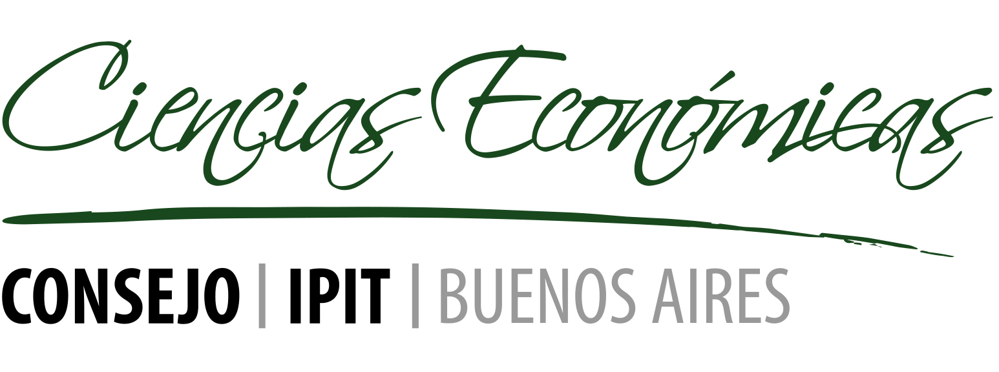 Ciencias Económicas
CONSEJO | IPIT | BUENOS AIRES